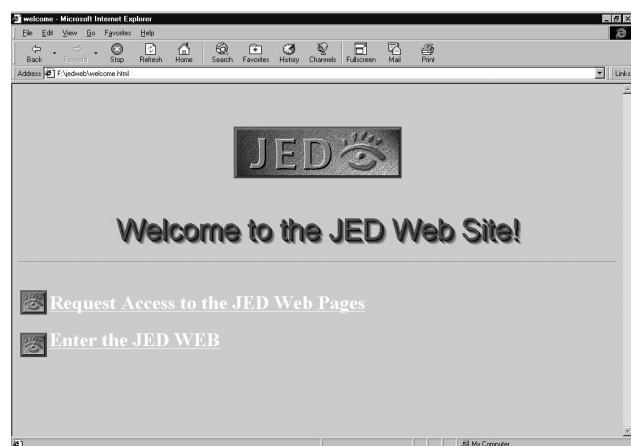 welcome - Microsoft Internet Explorer
File Edit View Go Favorites Help
Back Forward Stop Refresh Home Search Favorites History Channels Fullscreen Mail Print
Address F:\jedweb\welcome.html Links
JED
Welcome to the JED Web Site!
Request Access to the JED Web Pages
Enter the JED WEB
My Computer